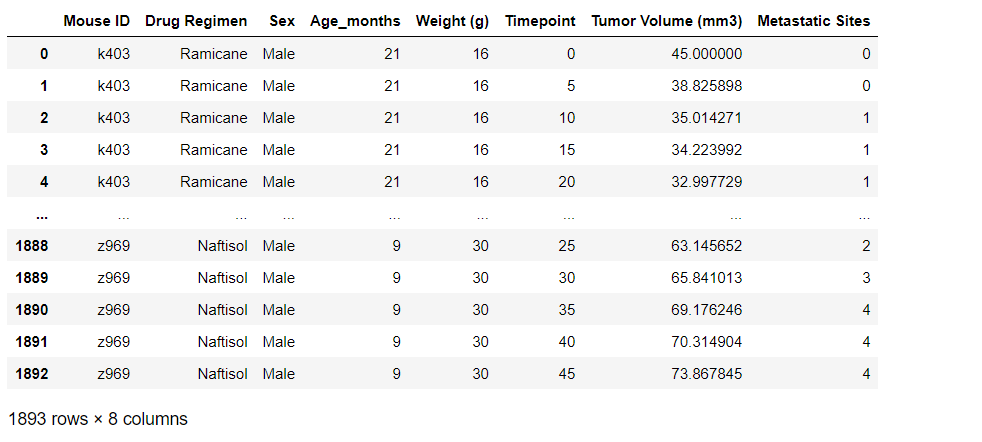 Mouse ID Drug Regimen Sex Age_months Weight (g) Timepoint Tumor Volume (mm3) Metastatic Sites
0 k403 Ramicane Male 21 16 0 45.000000 0
1 k403 Ramicane Male 21 16 5 38.825898 0
2 k403 Ramicane Male 21 16 10 35.014271 1
3 k403 Ramicane Male 21 16 15 34.223992 1
4 k403 Ramicane Male 21 16 20 32.997729 1
... ... ... ... ... ... ... ... ...
1888 z969 Naftisol Male 9 30 25 63.145652 2
1889 z969 Naftisol Male 9 30 30 65.841013 3
1890 z969 Naftisol Male 9 30 35 69.176246 4
1891 z969 Naftisol Male 9 30 40 70.314904 4
1892 z969 Naftisol Male 9 30 45 73.867845 4
1893 rows × 8 columns